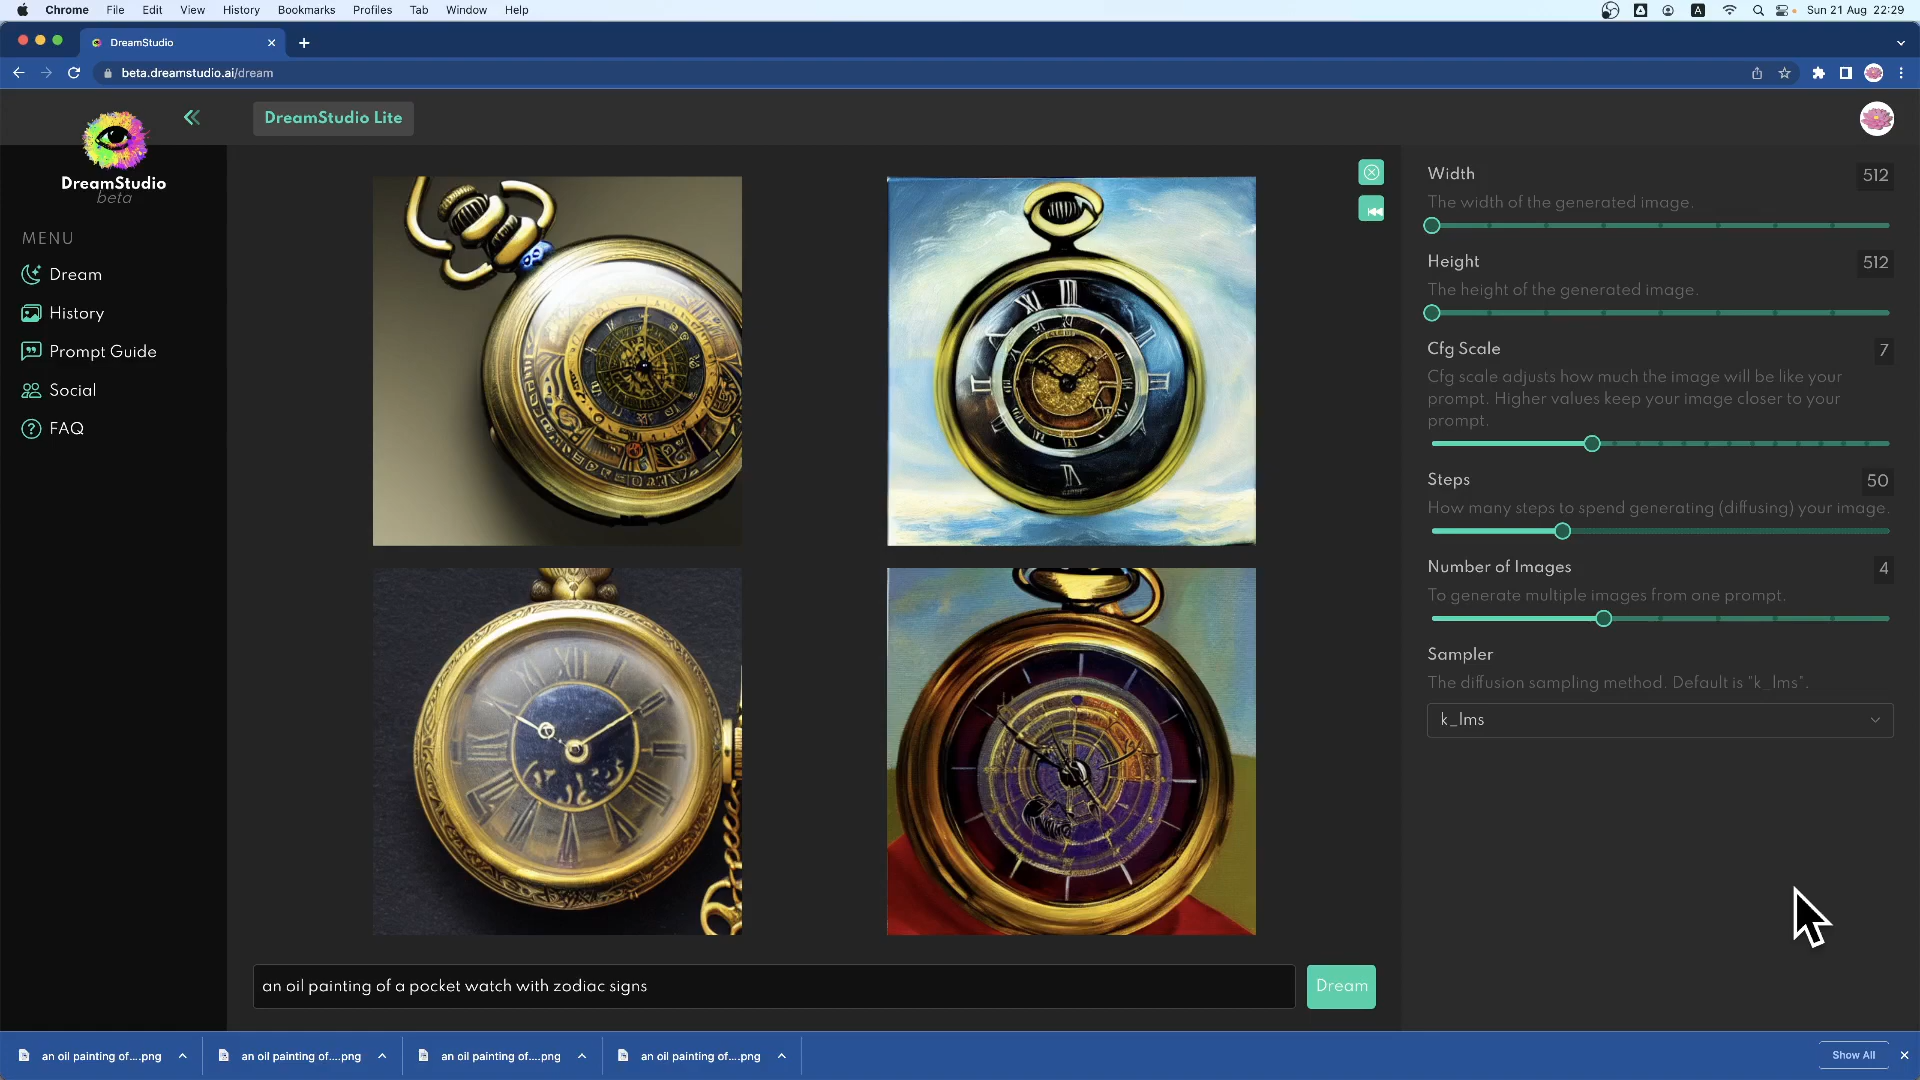 Chrome File Edit View History Bookmarks Profiles Tab Window Help
A
Sun 21 Aug 22:29
DreamStudio
beta.dreamstudio.ai/dream
DreamStudio
beta
DreamStudio Lite
MENU
Dream
History
Prompt Guide
Social
FAQ
Width
512
The width of the generated image.
Height
512
The height of the generated image.
Cfg Scale
7
Cfg scale adjusts how much the image will be like your
prompt. Higher values keep your image closer to your
prompt.
Steps
50
How many steps to spend generating (diffusing) your image.
Number of Images
4
To generate multiple images from one prompt.
Sampler
The diffusion sampling method. Default is "k_lms".
k_lms
an oil painting of a pocket watch with zodiac signs
Dream
an oil painting of....png
an oil painting of....png
an oil painting of....png
an oil painting of....png
Show All